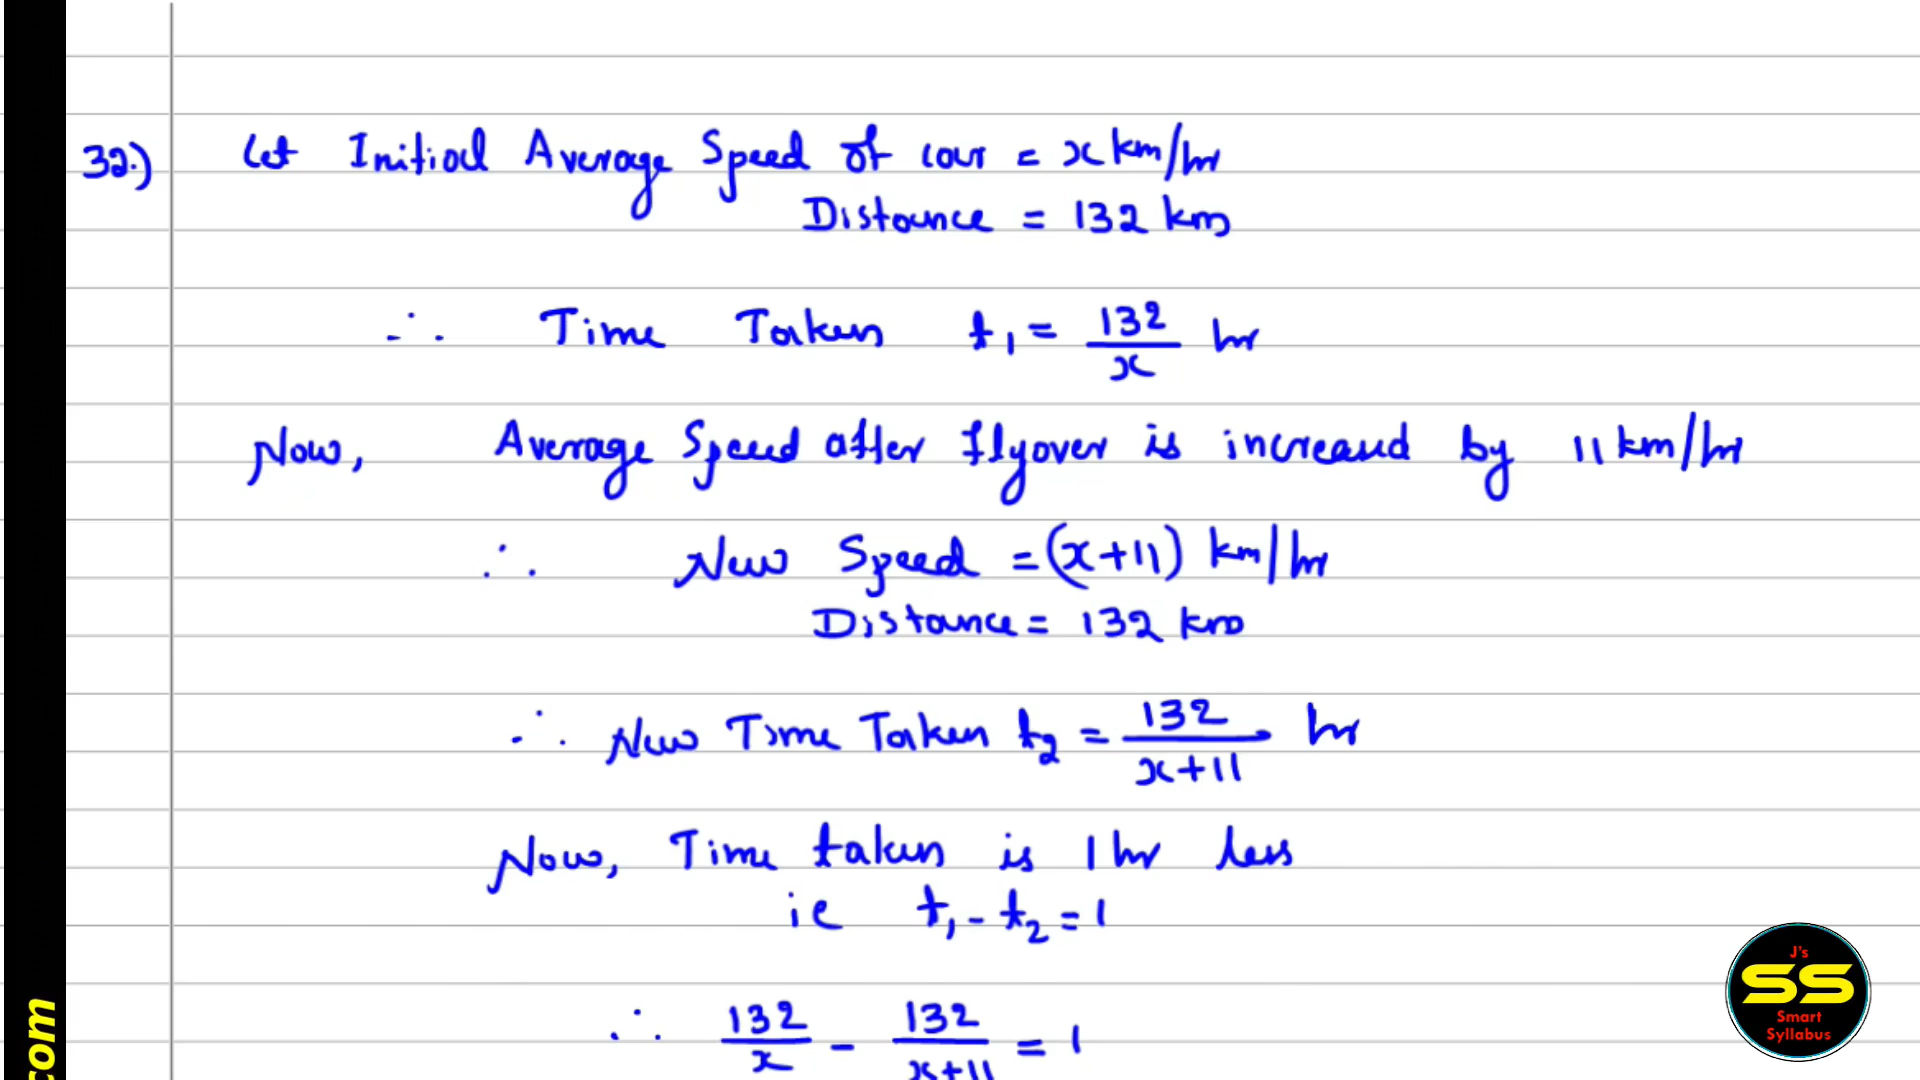 32.) Let Initial Average Speed of car = x km/hr
Distance = 132 km
∴ Time Taken t₁ = 132/x hr
Now, Average Speed after flyover is increased by 11 km/hr
∴ New Speed = (x+11) km/hr
Distance = 132 km
∴ New Time Taken t₂ = 132/(x+11) hr
Now, Time taken is 1 hr less
ie t₁ - t₂ = 1
∴ 132/x - 132/(x+11) = 1
com
J's
SS
Smart
Syllabus